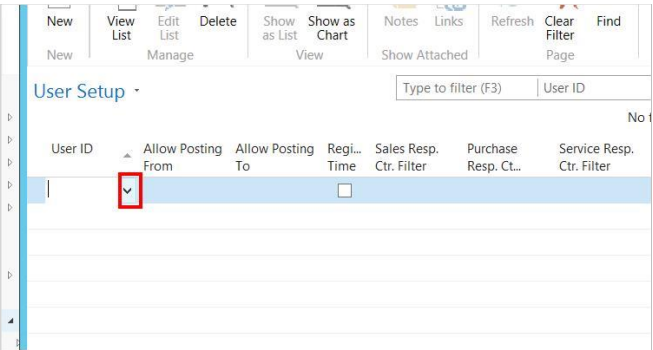 New View List Edit List Delete Show as List Show as Chart Notes Links Refresh Clear Filter Find
New Manage View Show Attached Page
User Setup Type to filter (F3) User ID
No
User ID Allow Posting From Allow Posting To Regi... Time Sales Resp. Ctr. Filter Purchase Resp. Ct... Service Resp. Ctr. Filter